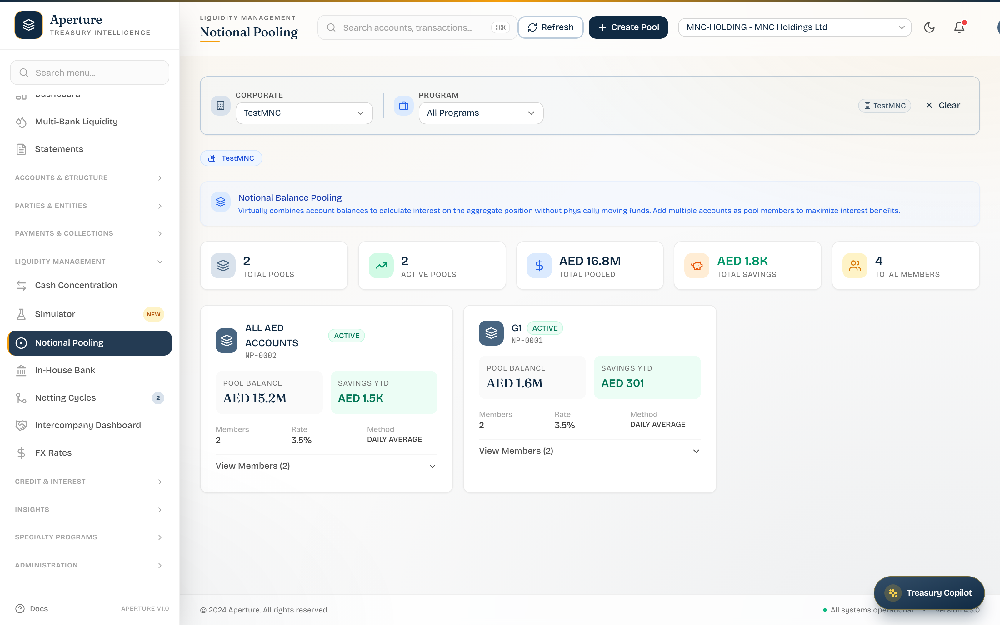 Aperture
TREASURY INTELLIGENCE
Search menu...
Dashboard
Multi-Bank Liquidity
Statements
ACCOUNTS & STRUCTURE
PARTIES & ENTITIES
PAYMENTS & COLLECTIONS
LIQUIDITY MANAGEMENT
Cash Concentration
Simulator
NEW
Notional Pooling
In-House Bank
Netting Cycles
2
Intercompany Dashboard
FX Rates
CREDIT & INTEREST
INSIGHTS
SPECIALTY PROGRAMS
ADMINISTRATION
Docs
APERTURE V1.0
LIQUIDITY MANAGEMENT
Notional Pooling
Search accounts, transactions...
⌘K
Refresh
Create Pool
MNC-HOLDING - MNC Holdings Ltd
CORPORATE
TestMNC
PROGRAM
All Programs
TestMNC
Clear
TestMNC
Notional Balance Pooling
Virtually combines account balances to calculate interest on the aggregate position without physically moving funds. Add multiple accounts as pool members to maximize interest benefits.
2
TOTAL POOLS
2
ACTIVE POOLS
AED 16.8M
TOTAL POOLED
AED 1.8K
TOTAL SAVINGS
4
TOTAL MEMBERS
ALL AED
ACCOUNTS
ACTIVE
NP-0002
POOL BALANCE
AED 15.2M
SAVINGS YTD
AED 1.5K
Members
2
Rate
3.5%
Method
DAILY AVERAGE
View Members (2)
G1
ACTIVE
NP-0001
POOL BALANCE
AED 1.6M
SAVINGS YTD
AED 301
Members
2
Rate
3.5%
Method
DAILY AVERAGE
View Members (2)
Treasury Copilot
© 2024 Aperture. All rights reserved.
All systems operational • Version 4.3.0